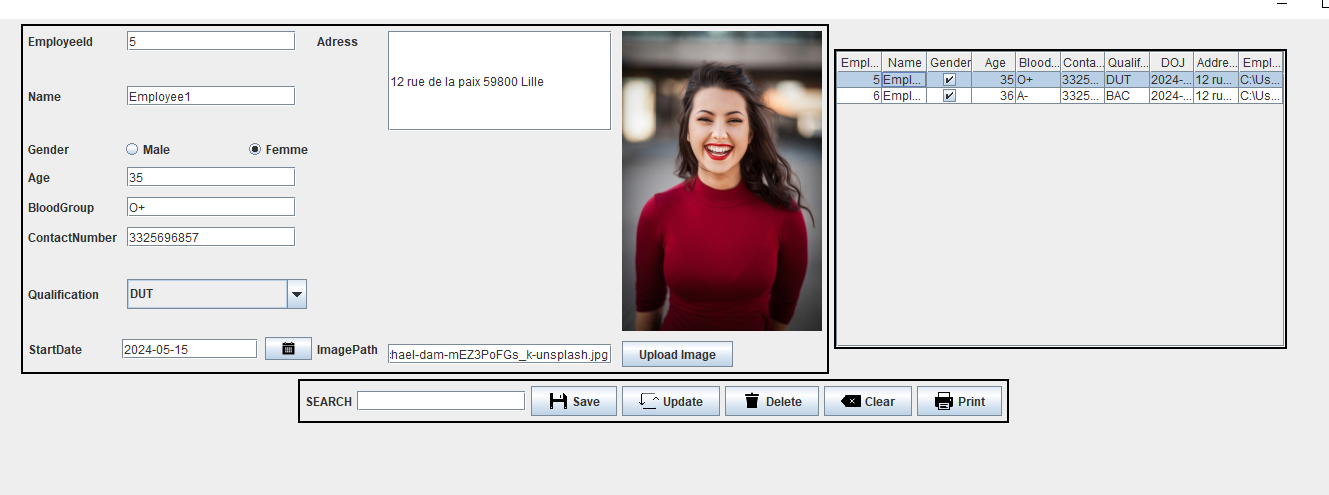 EmployeeId 5 Adress
12 rue de la paix 59800 Lille
Name Employee1
Gender Male Femme
Age 35
BloodGroup O+
ContactNumber 3325696857
Qualification DUT
StartDate 2024-05-15 ImagePath :hael-dam-mEZ3PoFGs_k-unsplash.jpg Upload Image
Empl... Name Gender Age Blood... Conta... Qualif... DOJ Addre... Empl...
5 Empl... 35 O+ 3325... DUT 2024-... 12 ru... C:\Us...
6 Empl... 36 A- 3325... BAC 2024-... 12 ru... C:\Us...
SEARCH Save Update Delete Clear Print